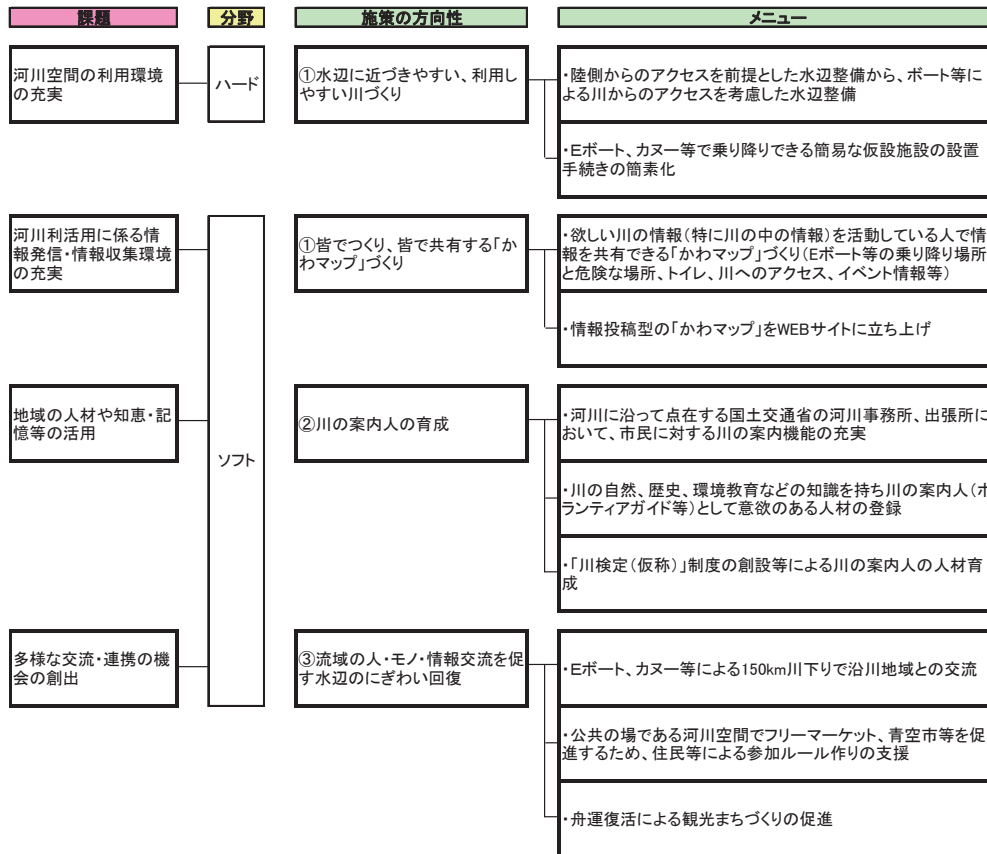 課題
分野
施策の方向性
メニュー
河川空間の利用環境
の充実
ハード
①水辺に近づきやすい、利用し
やすい川づくり
・陸側からのアクセスを前提とした水辺整備から、ボート等に
よる川からのアクセスを考慮した水辺整備
・Eボート、カヌー等で乗り降りできる簡易な仮設施設の設置
手続きの簡素化
河川利活用に係る情
報発信・情報収集環境
の充実
ソフト
①皆でつくり、皆で共有する「か
わマップ」づくり
・欲しい川の情報(特に川の中の情報)を活動している人で情
報を共有できる「かわマップ」づくり(Eボート等の乗り降り場所
と危険な場所、トイレ、川へのアクセス、イベント情報等)
・情報投稿型の「かわマップ」をWEBサイトに立ち上げ
地域の人材や知恵・記
憶等の活用
②川の案内人の育成
・河川に沿って点在する国土交通省の河川事務所、出張所に
おいて、市民に対する川の案内機能の充実
・川の自然、歴史、環境教育などの知識を持ち川の案内人(ボ
ランティアガイド等)として意欲のある人材の登録
・「川検定(仮称)」制度の創設等による川の案内人の人材育
成
多様な交流・連携の機
会の創出
③流域の人・モノ・情報交流を促
す水辺のにぎわい回復
・Eボート、カヌー等による150km川下りで沿川地域との交流
・公共の場である河川空間でフリーマーケット、青空市等を促
進するため、住民等による参加ルール作りの支援
・舟運復活による観光まちづくりの促進